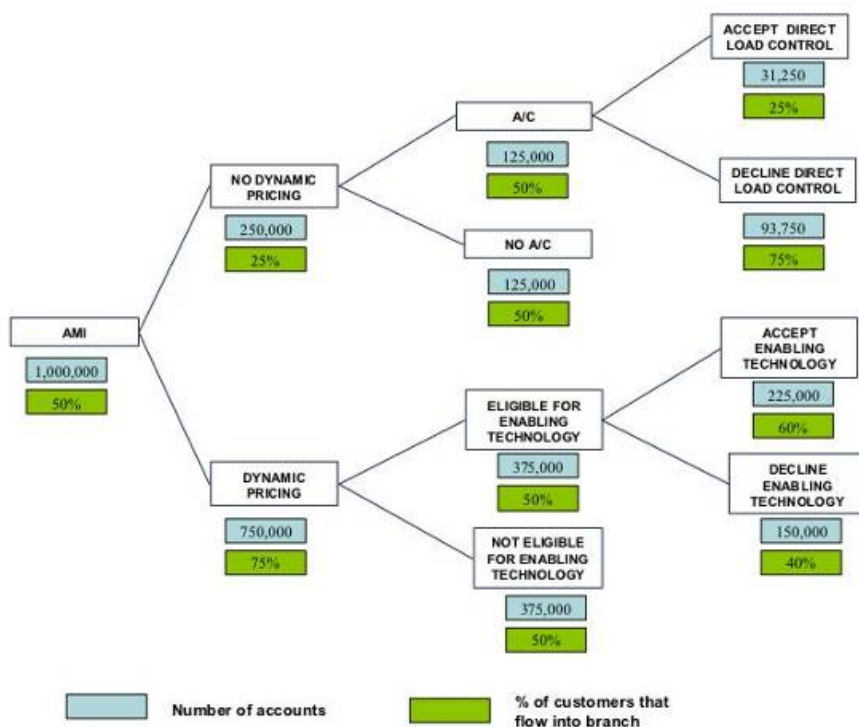 ACCEPT DIRECT
LOAD CONTROL
31,250
25%
A/C
125,000
50%
DECLINE DIRECT
LOAD CONTROL
93,750
75%
NO DYNAMIC
PRICING
250,000
25%
NO A/C
125,000
50%
AMI
1,000,000
50%
ACCEPT
ENABLING
TECHNOLOGY
225,000
60%
ELIGIBLE FOR
ENABLING
TECHNOLOGY
375,000
50%
DECLINE
ENABLING
TECHNOLOGY
150,000
40%
DYNAMIC
PRICING
750,000
75%
NOT ELIGIBLE
FOR ENABLING
TECHNOLOGY
375,000
50%
Number of accounts
% of customers that
flow into branch